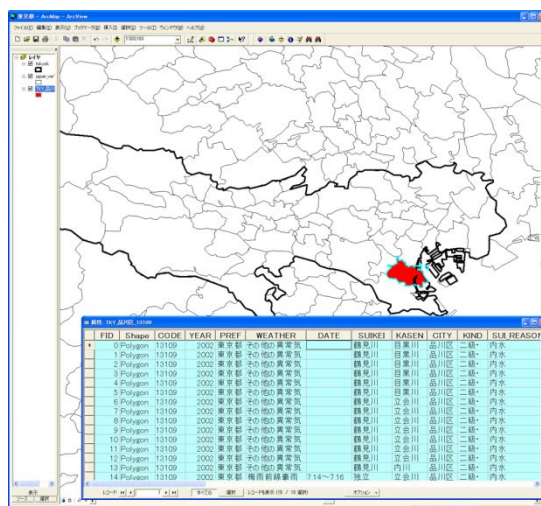 東京都 - ArcMap - ArcView
ファイル(F) 編集(E) 表示(V) ブックマーク(B) 挿入(I) 選択(S) ツール(T) ウィンドウ(W) ヘルプ(H)
レイヤ
属性: TKY_品川区_13109
FID Shape CODE YEAR PREF WEATHER DATE SUIKEI KASEN CITY KIND SUI_REASON
0 Polygon 13109 2002 東京都 その他の異常気 鶴見川 目黒川 品川区 二級・ 内水
1 Polygon 13109 2002 東京都 その他の異常気 鶴見川 目黒川 品川区 二級・ 内水
2 Polygon 13109 2002 東京都 その他の異常気 鶴見川 目黒川 品川区 二級・ 内水
3 Polygon 13109 2002 東京都 その他の異常気 鶴見川 目黒川 品川区 二級・ 内水
4 Polygon 13109 2002 東京都 その他の異常気 鶴見川 目黒川 品川区 二級・ 内水
5 Polygon 13109 2002 東京都 その他の異常気 鶴見川 目黒川 品川区 二級・ 内水
6 Polygon 13109 2002 東京都 その他の異常気 鶴見川 立会川 品川区 二級・ 内水
7 Polygon 13109 2002 東京都 その他の異常気 鶴見川 立会川 品川区 二級・ 内水
8 Polygon 13109 2002 東京都 その他の異常気 鶴見川 立会川 品川区 二級・ 内水
9 Polygon 13109 2002 東京都 その他の異常気 鶴見川 立会川 品川区 二級・ 内水
10 Polygon 13109 2002 東京都 その他の異常気 鶴見川 立会川 品川区 二級・ 内水
11 Polygon 13109 2002 東京都 その他の異常気 鶴見川 立会川 品川区 二級・ 内水
12 Polygon 13109 2002 東京都 その他の異常気 鶴見川 立会川 品川区 二級・ 内水
13 Polygon 13109 2002 東京都 その他の異常気 鶴見川 内川 品川区 二級・ 内水
14 Polygon 13109 2002 東京都 梅雨前線豪雨 7.14～7.16 独立 立会川 品川区 二級・ 内水
レコード 1 すべての 選択 オプション
表示
ソース 選択